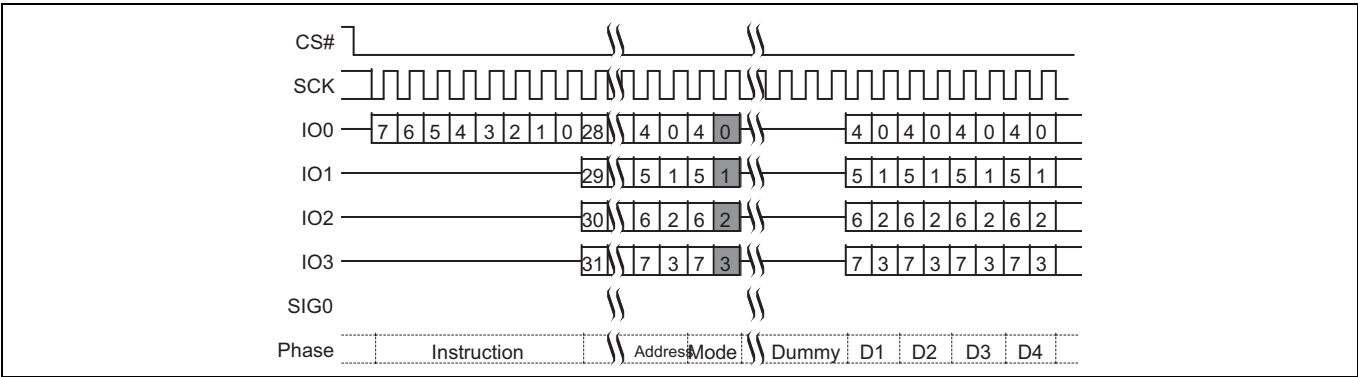 CS#
SCK
IO0 7 6 5 4 3 2 1 0 28 4 0 4 0 4 0 4 0 4 0 4 0
IO1 29 5 1 5 1 5 1 5 1 5 1 5 1
IO2 30 6 2 6 2 6 2 6 2 6 2 6 2
IO3 31 7 3 7 3 7 3 7 3 7 3 7 3
SIG0
Phase Instruction Address Mode Dummy D1 D2 D3 D4